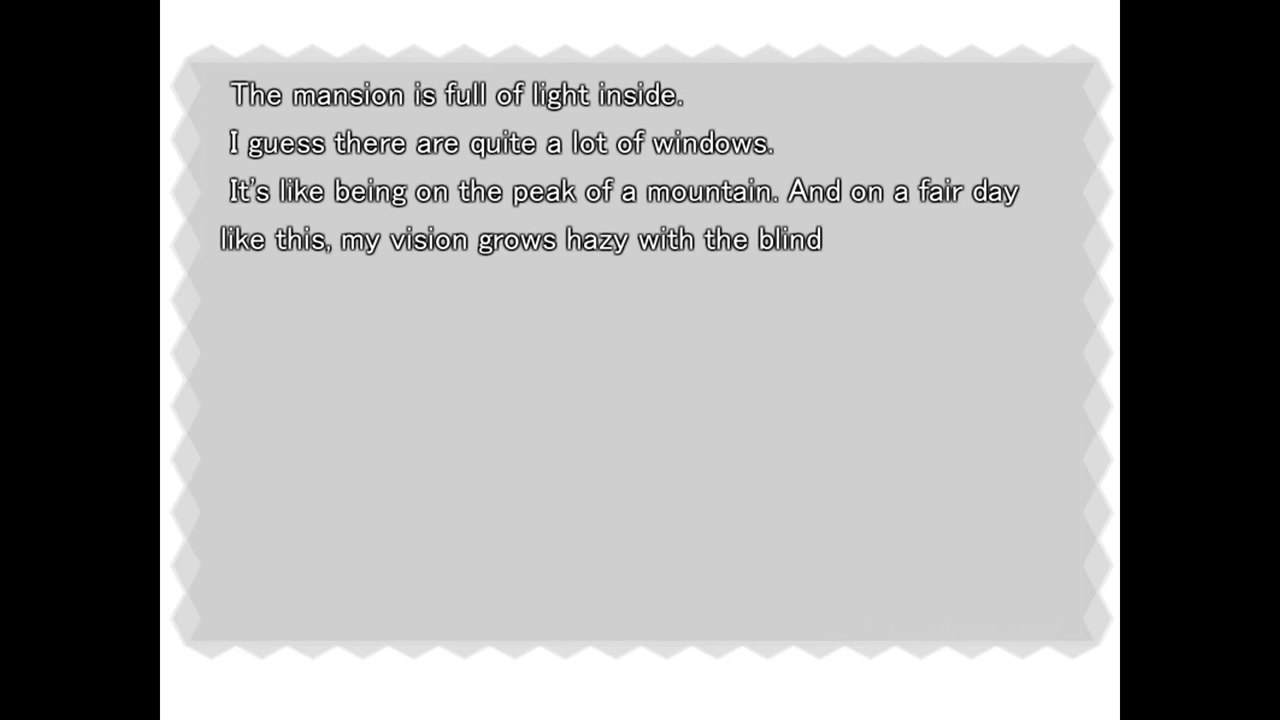 The mansion is full of light inside.
I guess there are quite a lot of windows.
It's like being on the peak of a mountain. And on a fair day
like this, my vision grows hazy with the blind